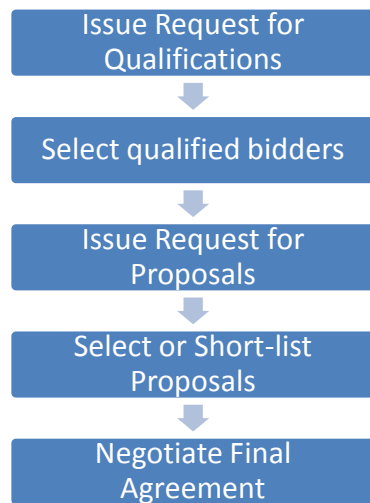 Issue Request for
Qualifications
Select qualified bidders
Issue Request for
Proposals
Select or Short-list
Proposals
Negotiate Final
Agreement